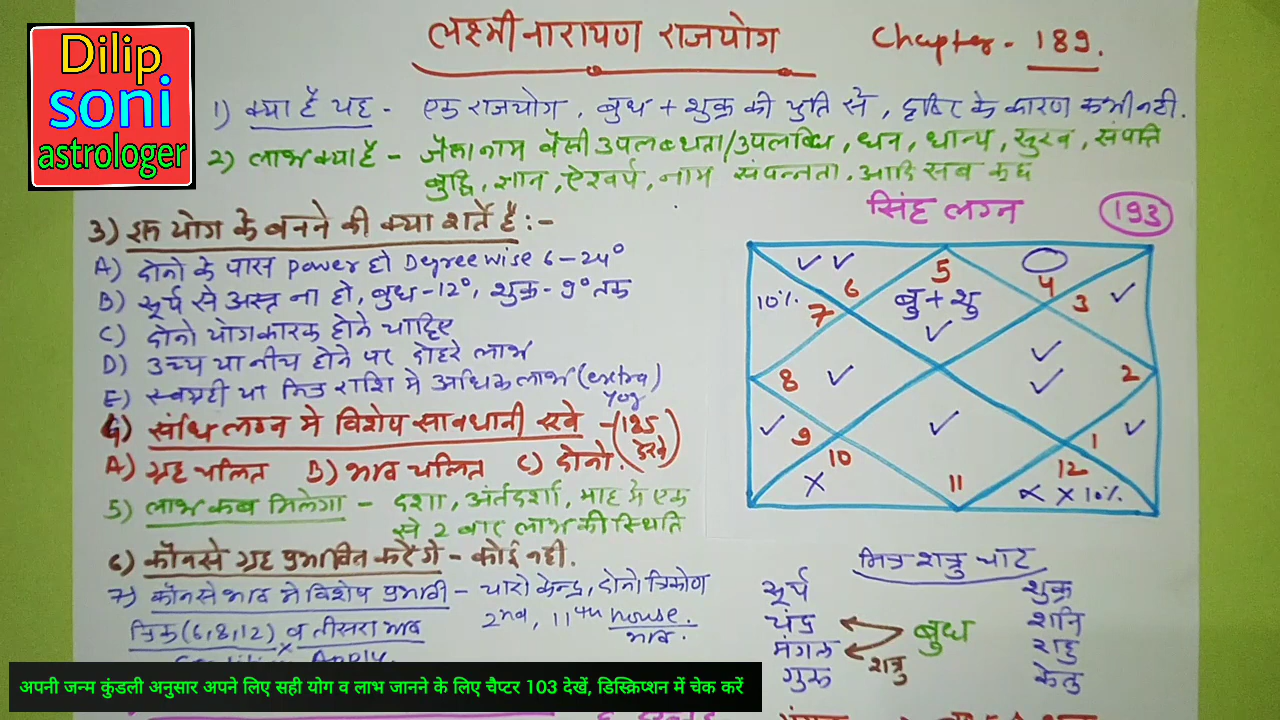 Dilip
soni
astrologer
लक्ष्मीनारायण राजयोग
Chapter - 189.
1) क्या है यह - एक राजयोग, बुध + शुक्र की युति से, दृष्टि के कारण कभी नही.
2) लाभ क्या है - जैसा नाम वैसी उपलब्धता/उपलब्धि, धन, धान्य, सुख, संपत्ति
बुद्धि, ज्ञान, ऐश्वर्य, नाम संपन्नता, आदि सब कुछ
3) इस योग के बनने की क्या शर्ते है :-
A) दोनो के पास power हो Degree wise 6-24°
B) सूर्य से अस्त ना हो, बुध-12°, शुक्र-9° तक
C) दोनो योगकारक होने चाहिए
D) उच्च या नीच होने पर दोहरे लाभ
E) स्वग्रही या मित्र राशि मे अधिक लाभ (extra)
4) संधि लग्न मे विशेष सावधानी रखे - (185 देखे)
A) ग्रह चलित B) भाव चलित C) दोनो.
5) लाभ कब मिलेगा - दशा, अंर्तदशा, माह मे एक
से 2 बार लाभ की स्थिति
6) कौनसे ग्रह प्रभावित करेंगे - कोई नही.
7) कौनसे भाव मे विशेष प्रभावी - चारो केन्द्र, दोनो त्रिकोण
2nd, 11th house.
भाव.
त्रिक (6,8,12) व तीसरा भाव
Apply.
सिंह लग्न
193
5
6
4
3
10%.
7
बु + शु
8
2
9
1
10
11
12
10%.
मित्र शत्रु चार्ट
सूर्य
शुक्र
चंद्र
बुध
शनि
मंगल
शत्रु
राहु
गुरू
केतु
अपनी जन्म कुंडली अनुसार अपने लिए सही योग व लाभ जानने के लिए चैप्टर 103 देखें, डिस्क्रिप्शन में चेक करें